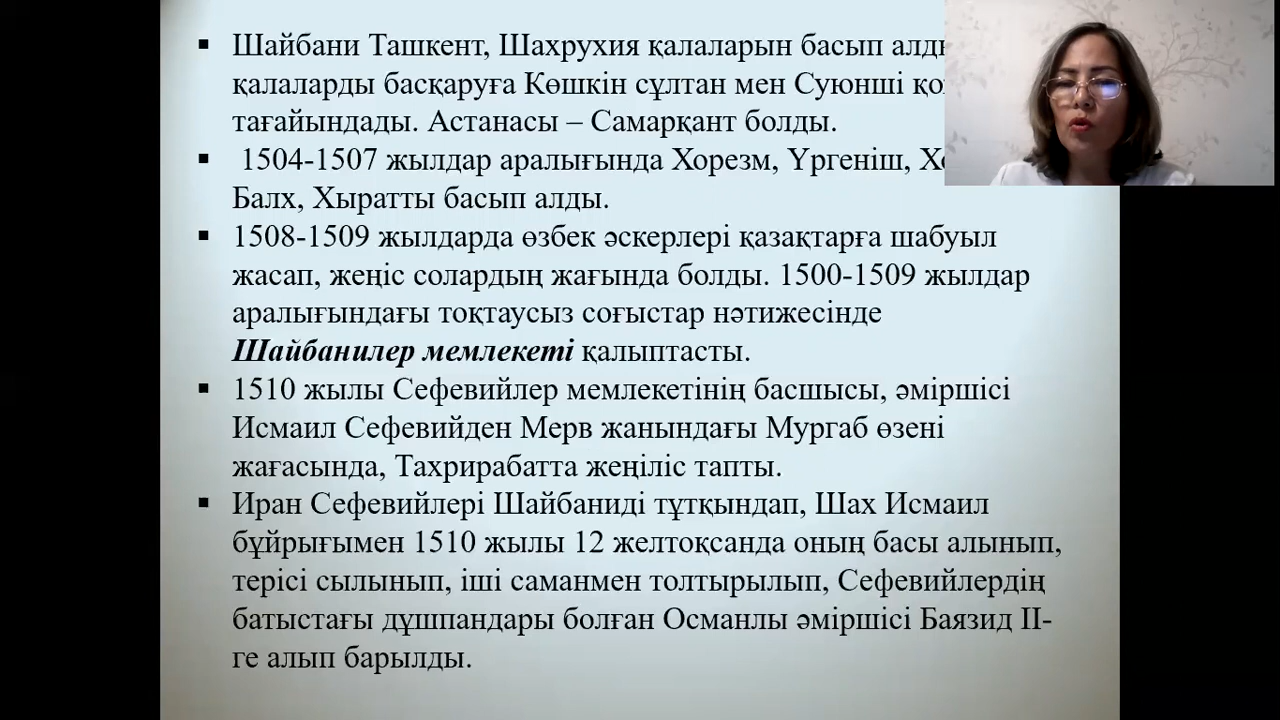 Шайбани Ташкент, Шахрухия қалаларын басып
қалаларды басқаруға Көшкін сұлтан мен Суюнші
тағайындады. Астанасы – Самарқант болды.
1504-1507 жылдар аралығында Хорезм, Үргеніш,
Балх, Хыратты басып алды.
1508-1509 жылдарда өзбек әскерлері қазақтарға шабуыл
жасап, жеңіс солардың жағында болды. 1500-1509 жылдар
аралығындағы тоқтаусыз соғыстар нәтижесінде
Шайбанилер мемлекеті қалыптасты.
1510 жылы Сефевийлер мемлекетінің басшысы, әміршісі
Исмаил Сефевийден Мерв жанындағы Мургаб өзені
жағасында, Тахрирабатта жеңіліс тапты.
Иран Сефевийлері Шайбаниді тұтқындап, Шах Исмаил
бұйрығымен 1510 жылы 12 желтоқсанда оның басы алынып,
терісі сылынып, іші саманмен толтырылып, Сефевийлердің
батыстағы дұшпандары болған Османлы әміршісі Баязид II-
ге алып барылды.